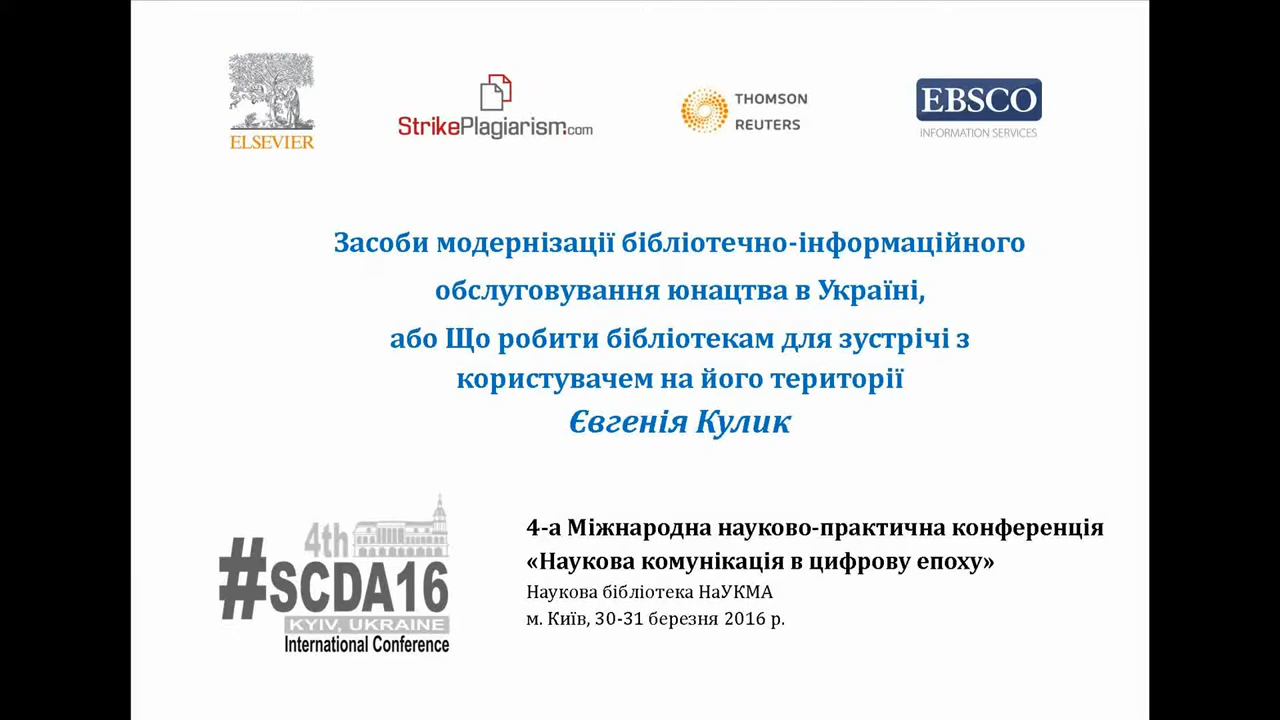 ELSEVIER
StrikePlagiarism.com
THOMSON
REUTERS
EBSCO
INFORMATION SERVICES
Засоби модернізації бібліотечно-інформаційного
обслуговування юнацтва в Україні,
або Що робити бібліотекам для зустрічі з
користувачем на його території
Євгенія Кулик
4th
#SCDA16
KYIV, UKRAINE
International Conference
4-а Міжнародна науково-практична конференція
«Наукова комунікація в цифрову епоху»
Наукова бібліотека НаУКМА
м. Київ, 30-31 березня 2016 р.